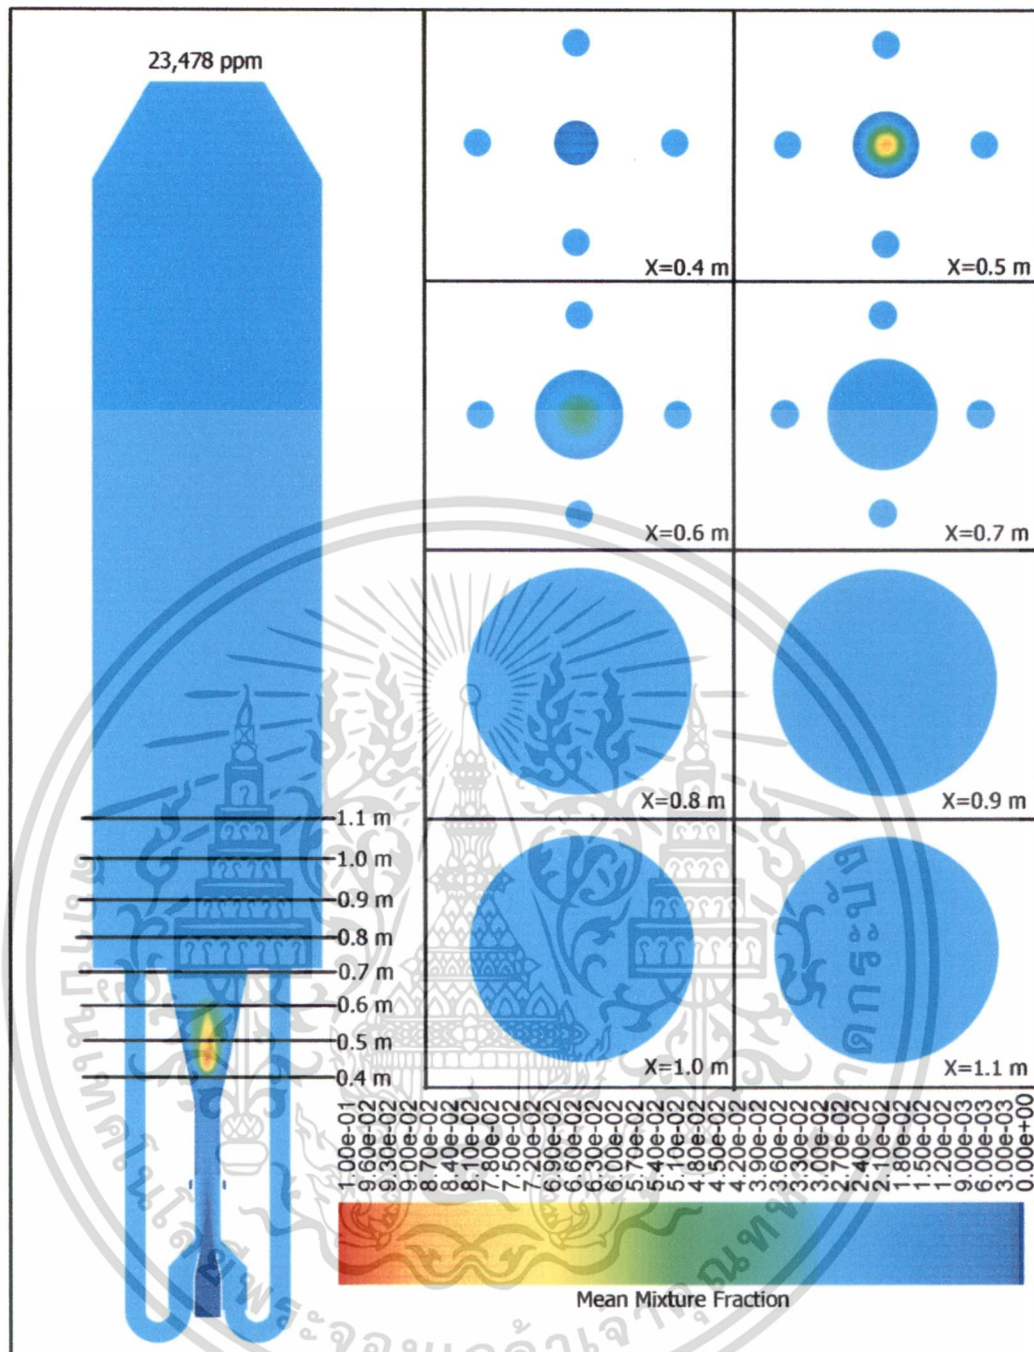 23,478 ppm
1.1 m
1.0 m
0.9 m
0.8 m
0.7 m
0.6 m
0.5 m
0.4 m
X=0.4 m
X=0.5 m
X=0.6 m
X=0.7 m
X=0.8 m
X=0.9 m
X=1.0 m
X=1.1 m
1.00e-01
9.60e-02
9.30e-02
9.00e-02
8.70e-02
8.40e-02
8.10e-02
7.80e-02
7.50e-02
7.20e-02
6.90e-02
6.60e-02
6.30e-02
6.00e-02
5.70e-02
5.40e-02
5.10e-02
4.80e-02
4.50e-02
4.20e-02
3.90e-02
3.60e-02
3.30e-02
3.00e-02
2.70e-02
2.40e-02
2.10e-02
1.80e-02
1.50e-02
1.20e-02
9.00e-03
6.00e-03
3.00e-03
0.00e+00
Mean Mixture Fraction